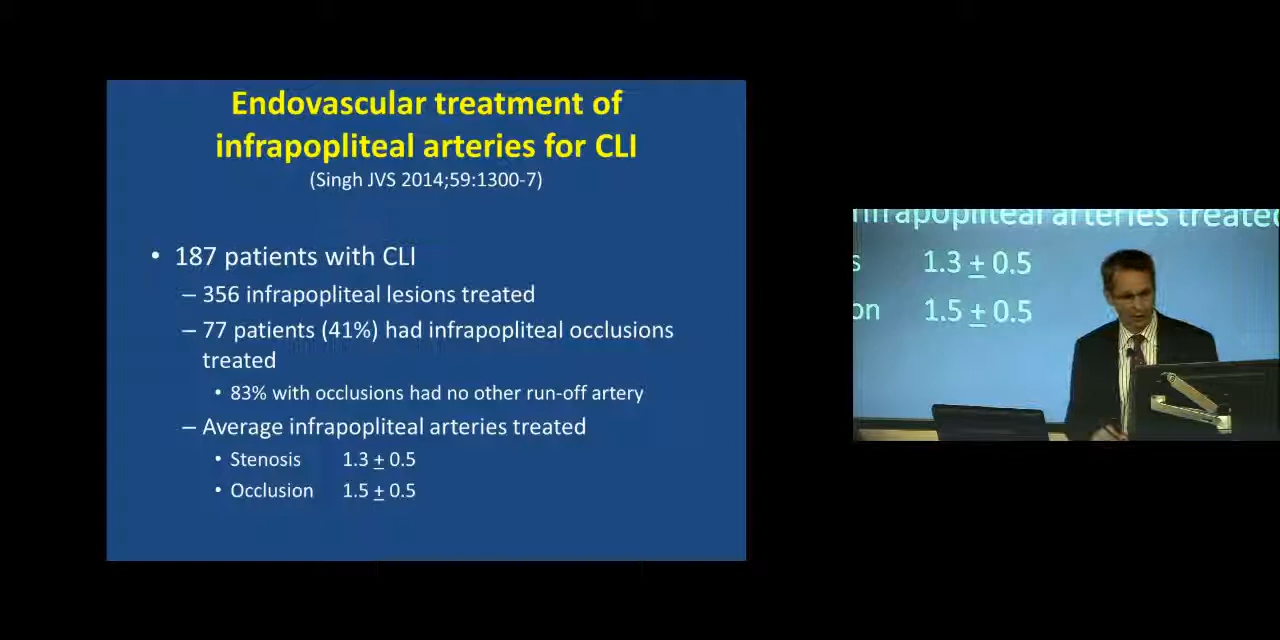 Endovascular treatment of
infrapopliteal arteries for CLI
(Singh JVS 2014;59:1300-7)
• 187 patients with CLI
– 356 infrapopliteal lesions treated
– 77 patients (41%) had infrapopliteal occlusions
treated
• 83% with occlusions had no other run-off artery
– Average infrapopliteal arteries treated
• Stenosis 1.3 ± 0.5
• Occlusion 1.5 ± 0.5
infrapopliteal arteries treated
s 1.3 ± 0.5
on 1.5 ± 0.5